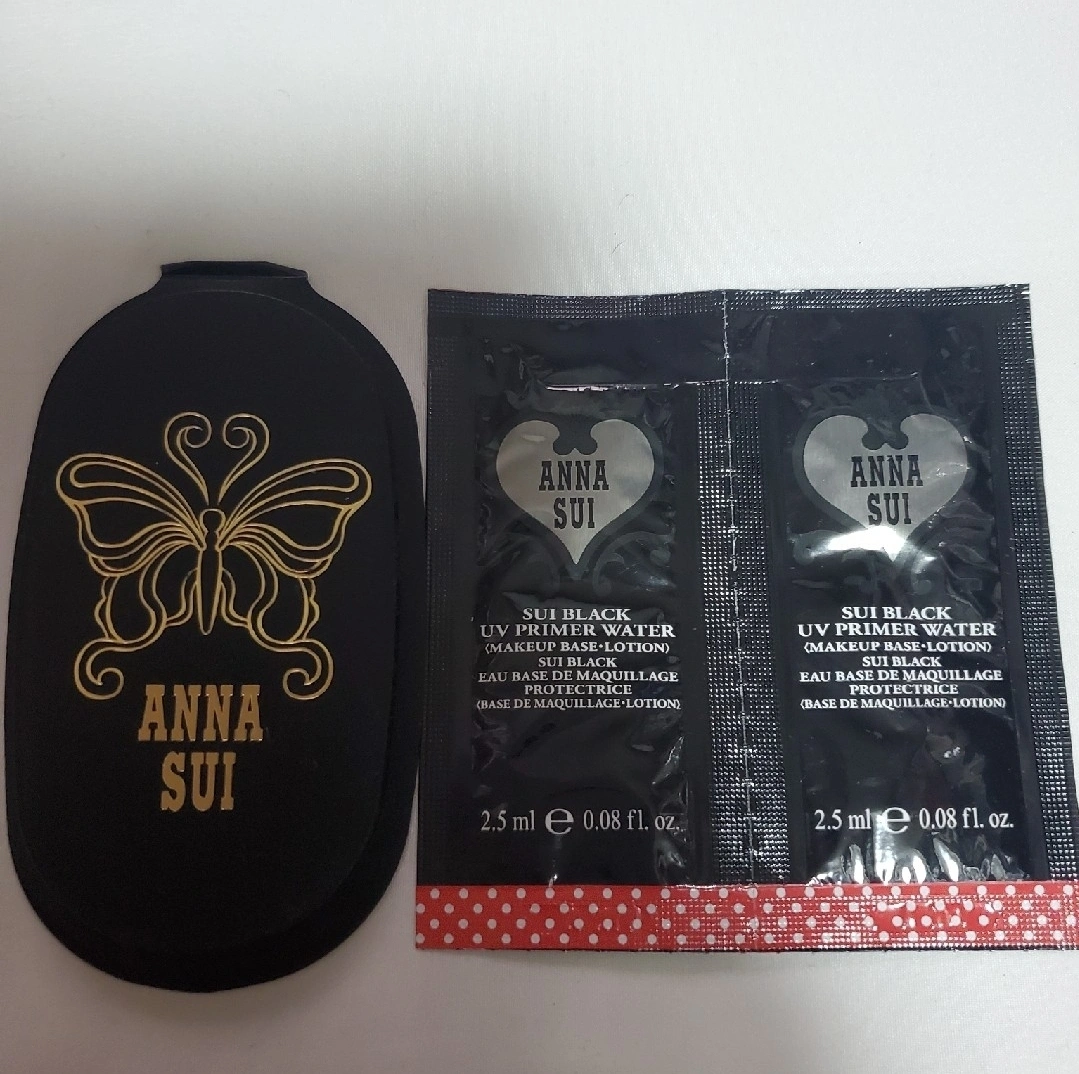 ANNA
SUI
ANNA
SUI
SUI BLACK
UV PRIMER WATER
⟨MAKEUP BASE•LOTION⟩
SUI BLACK
EAU BASE DE MAQUILLAGE
PROTECTRICE
⟨BASE DE MAQUILLAGE•LOTION⟩
2.5 ml ℮ 0.08 fl. oz.
ANNA
SUI
SUI BLACK
UV PRIMER WATER
⟨MAKEUP BASE•LOTION⟩
SUI BLACK
EAU BASE DE MAQUILLAGE
PROTECTRICE
⟨BASE DE MAQUILLAGE•LOTION⟩
2.5 ml ℮ 0.08 fl. oz.